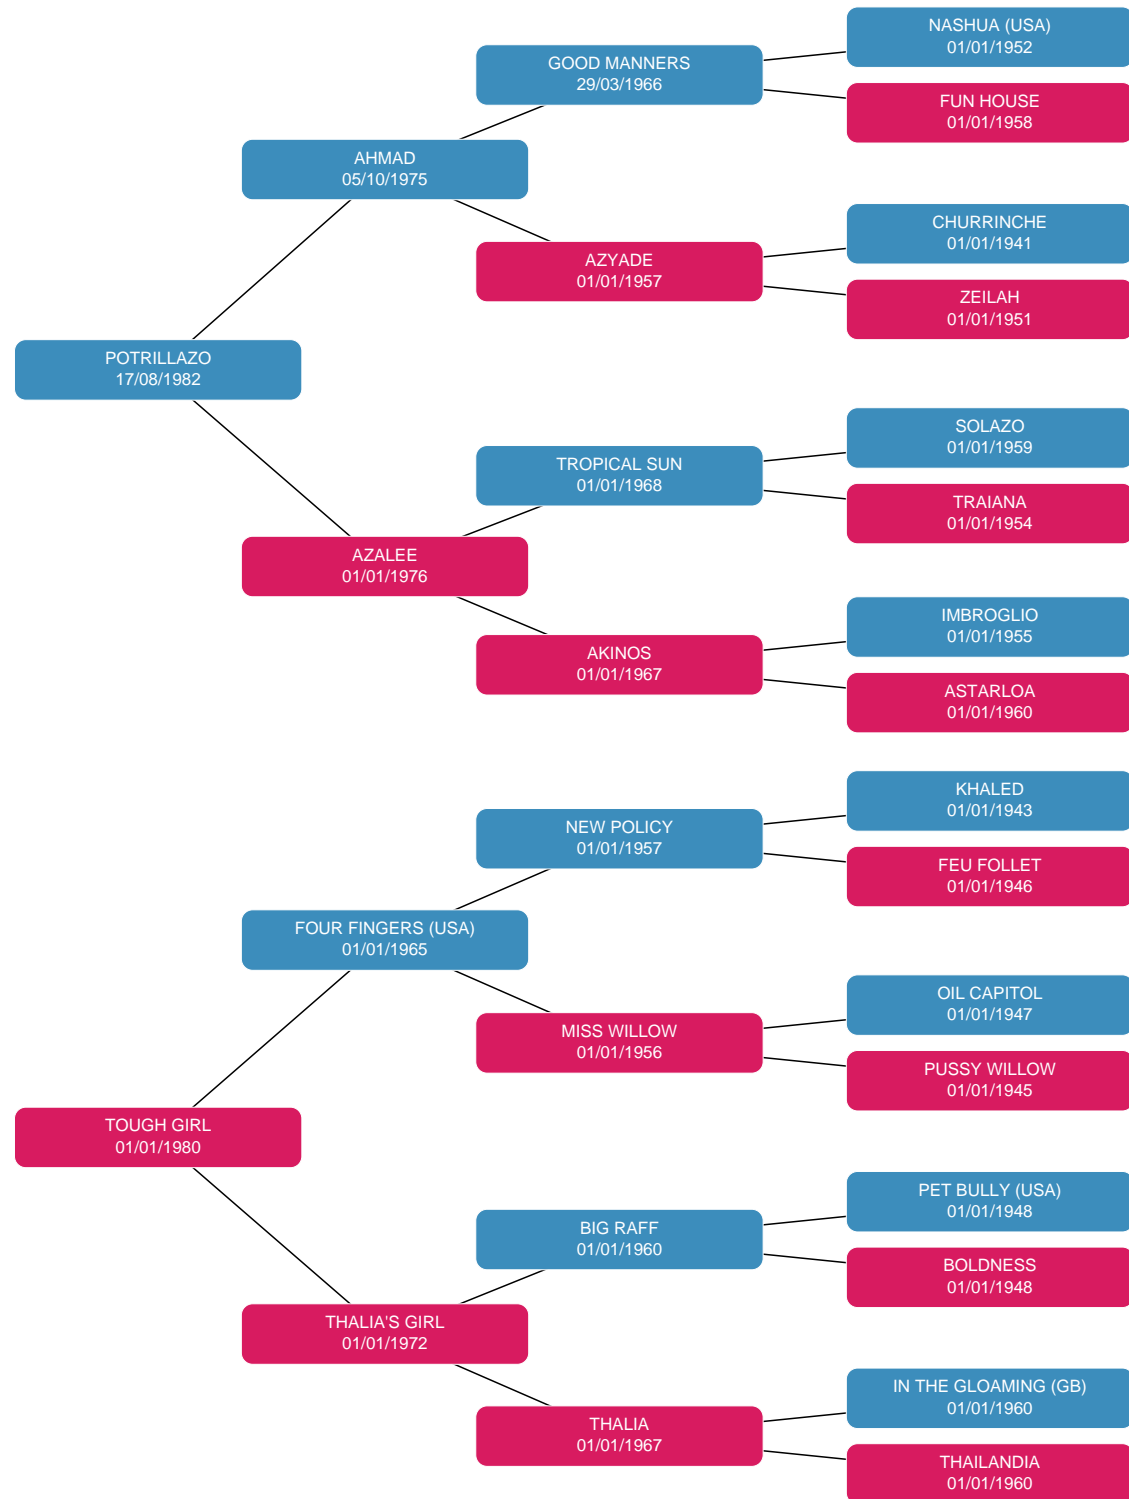 NASHUA (USA)
01/01/1952
GOOD MANNERS
29/03/1966
FUN HOUSE
01/01/1958
AHMAD
05/10/1975
CHURRINCHE
01/01/1941
AZYADE
01/01/1957
ZEILAH
01/01/1951
POTRILLAZO
17/08/1982
SOLAZO
01/01/1959
TROPICAL SUN
01/01/1968
TRAIANA
01/01/1954
AZALEE
01/01/1976
IMBROGLIO
01/01/1955
AKINOS
01/01/1967
ASTARLOA
01/01/1960
KHALED
01/01/1943
NEW POLICY
01/01/1957
FEU FOLLET
01/01/1946
FOUR FINGERS (USA)
01/01/1965
OIL CAPITOL
01/01/1947
MISS WILLOW
01/01/1956
PUSSY WILLOW
01/01/1945
TOUGH GIRL
01/01/1980
PET BULLY (USA)
01/01/1948
BIG RAFF
01/01/1960
BOLDNESS
01/01/1948
THALIA'S GIRL
01/01/1972
IN THE GLOAMING (GB)
01/01/1960
THALIA
01/01/1967
THAILANDIA
01/01/1960